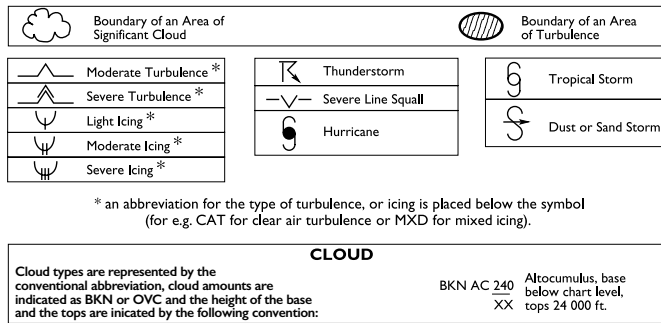 Boundary of an Area of
Significant Cloud
Boundary of an Area
of Turbulence
Moderate Turbulence *
Severe Turbulence *
Light Icing *
Moderate Icing *
Severe Icing *
Thunderstorm
Severe Line Squall
Hurricane
Tropical Storm
Dust or Sand Storm
* an abbreviation for the type of turbulence, or icing is placed below the symbol
(for e.g. CAT for clear air turbulence or MXD for mixed icing).
CLOUD
Cloud types are represented by the
conventional abbreviation, cloud amounts are
indicated as BKN or OVC and the height of the base
and the tops are inicated by the following convention:
BKN AC 240
XX
Altocumulus, base
below chart level,
tops 24 000 ft.